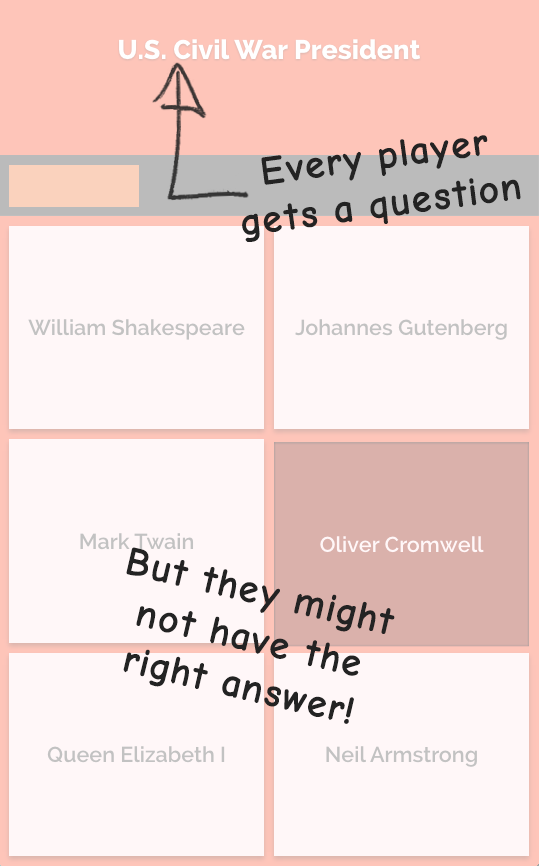 U.S. Civil War President
Every player
gets a question
William Shakespeare
Johannes Gutenberg
Mark Twain
Oliver Cromwell
But they might
not have the
right answer!
Queen Elizabeth I
Neil Armstrong